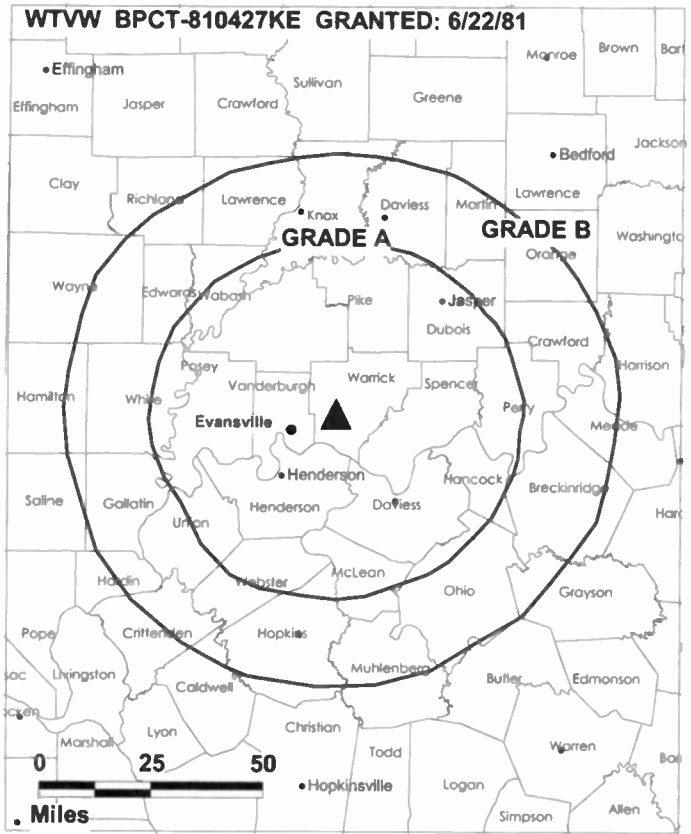 WTVW BPCT-810427KE GRANTED: 6/22/81
Monroe Brown
Effingham
Effingham Jasper Crawford Sullivan Greene
Bedford Jackson
Clay Richland Lawrence Knox Daviess Martin Lawrence
GRADE A GRADE B Washingto
Orange
Wayne Edwards Wabash Pike Jasper
Dubois Crawford
Harrison
Posey Vanderburgh Warrick Spencer
Hamilton White Perry
Evansville Meade
Henderson Hancock
Saline Gallatin Henderson Daviess Breckinridge
Union
Hardin Webster McLean Ohio Grayson
Pope Crittenden Hopkins
Livingston Caldwell Muhlenberg Butler Edmonson
Marshall Lyon Christian Todd Warren
0 25 50
Hopkinsville Logan
Miles Simpson Allen